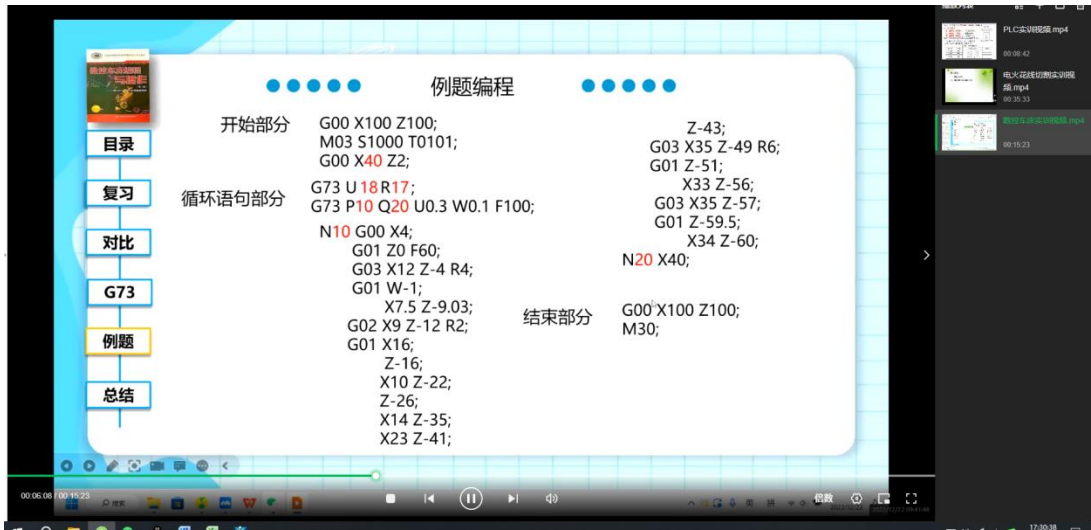 例题编程
目录
复习
对比
G73
例题
总结
开始部分
G00 X100 Z100;
M03 S1000 T0101;
G00 X40 Z2;
循环语句部分
G73 U 18 R17;
G73 P10 Q20 U0.3 W0.1 F100;
N10 G00 X4;
G01 Z0 F60;
G03 X12 Z-4 R4;
G01 W-1;
X7.5 Z-9.03;
G02 X9 Z-12 R2;
G01 X16;
Z-16;
X10 Z-22;
Z-26;
X14 Z-35;
X23 Z-41;
Z-43;
G03 X35 Z-49 R6;
G01 Z-51;
X33 Z-56;
G03 X35 Z-57;
G01 Z-59.5;
X34 Z-60;
N20 X40;
结束部分
G00 X100 Z100;
M30;
PLC实训视频.mp4
00:08:42
电火花线切割实训视
频.mp4
00:35:33
数控车床实训视频.mp4
00:15:23
00:06:08 / 00:15:23
倍数
17:30:38